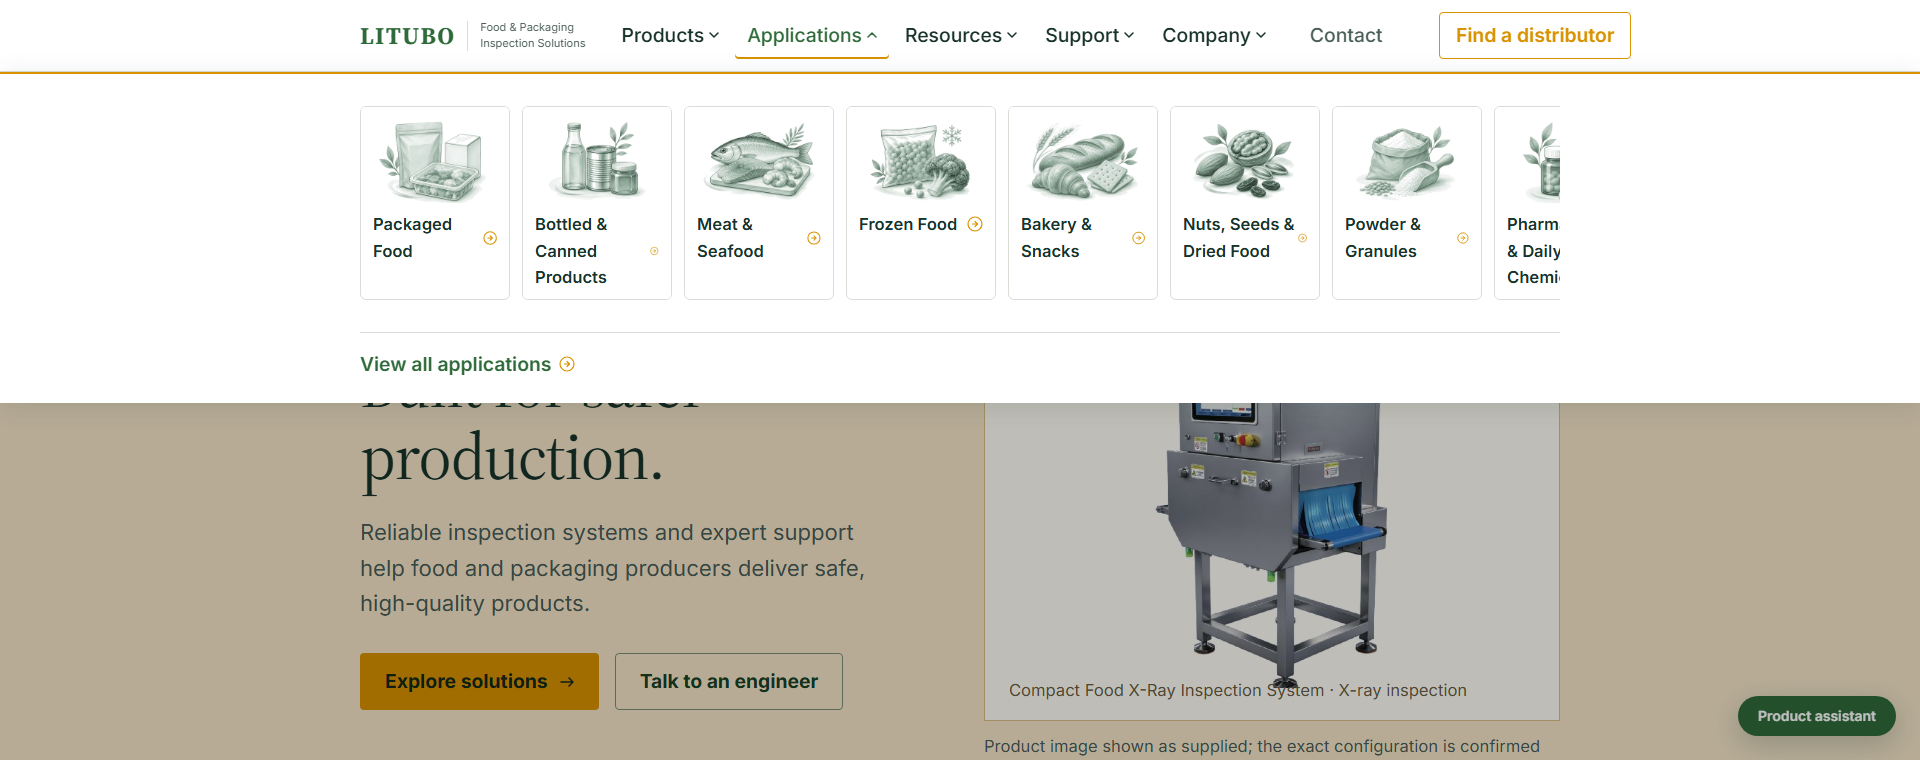 LITUBO
Food & Packaging
Inspection Solutions
Products
Applications
Resources
Support
Company
Contact
Find a distributor
Packaged
Food
Bottled &
Canned
Products
Meat &
Seafood
Frozen Food
Bakery &
Snacks
Nuts, Seeds &
Dried Food
Powder &
Granules
Pharm
& Daily
Chemi
View all applications
production.
Reliable inspection systems and expert support
help food and packaging producers deliver safe,
high-quality products.
Explore solutions →
Talk to an engineer
Compact Food X-Ray Inspection System · X-ray inspection
Product image shown as supplied; the exact configuration is confirmed
Product assistant